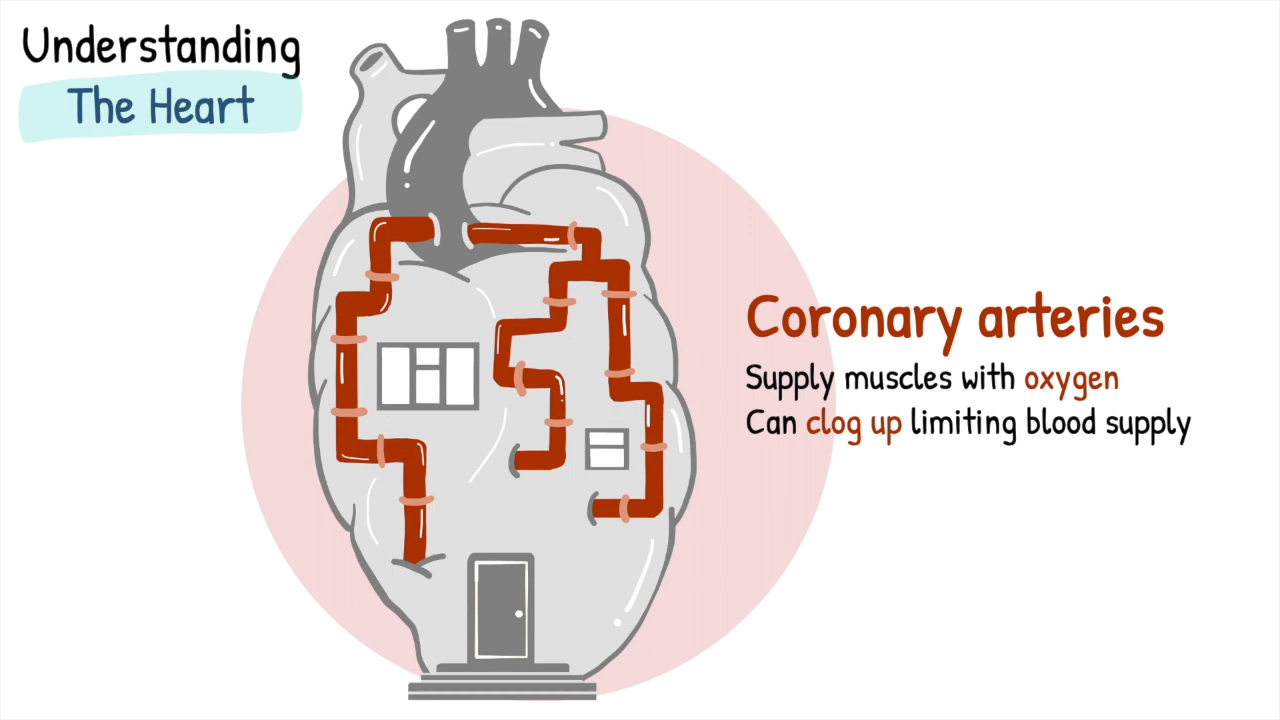 Understanding
The Heart
Coronary arteries
Supply muscles with oxygen
Can clog up limiting blood supply